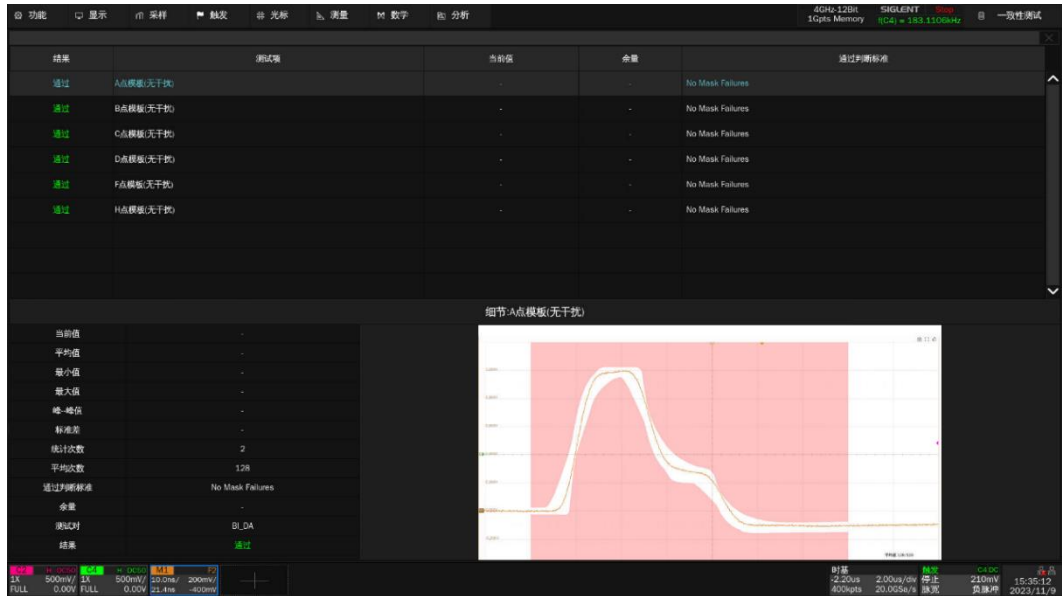 功能 显示 采样 触发 光标 测量 数学 分析 4GHz-12Bit SIGLENT Stop 一致性测试
1Gpts Memory f(C4) = 183.1106kHz
结果 测试项 当前值 余量 通过判断标准
通过 A点模板(无干扰) - - No Mask Failures
通过 B点模板(无干扰) - - No Mask Failures
通过 C点模板(无干扰) - - No Mask Failures
通过 D点模板(无干扰) - - No Mask Failures
通过 F点模板(无干扰) - - No Mask Failures
通过 H点模板(无干扰) - - No Mask Failures
细节:A点模板(无干扰)
当前值 -
平均值 -
最小值 -
最大值 -
峰-峰值 -
标准差 -
统计次数 2
平均次数 128
通过判断标准 No Mask Failures
余量 -
测试对 BI_DA
结果 通过
C2 DC50 C4 DC50 M1 F2 时基 触发 C4 DC
1X 500mV/ 1X 500mV/ 10.0ns/ 200mV/ -2.20us 2.00us/div 停止 210mV 15:35:12
FULL 0.00V FULL 0.00V 21.4ns -400mV 400kpts 20.0GSa/s 脉宽 负脉冲 2023/11/9